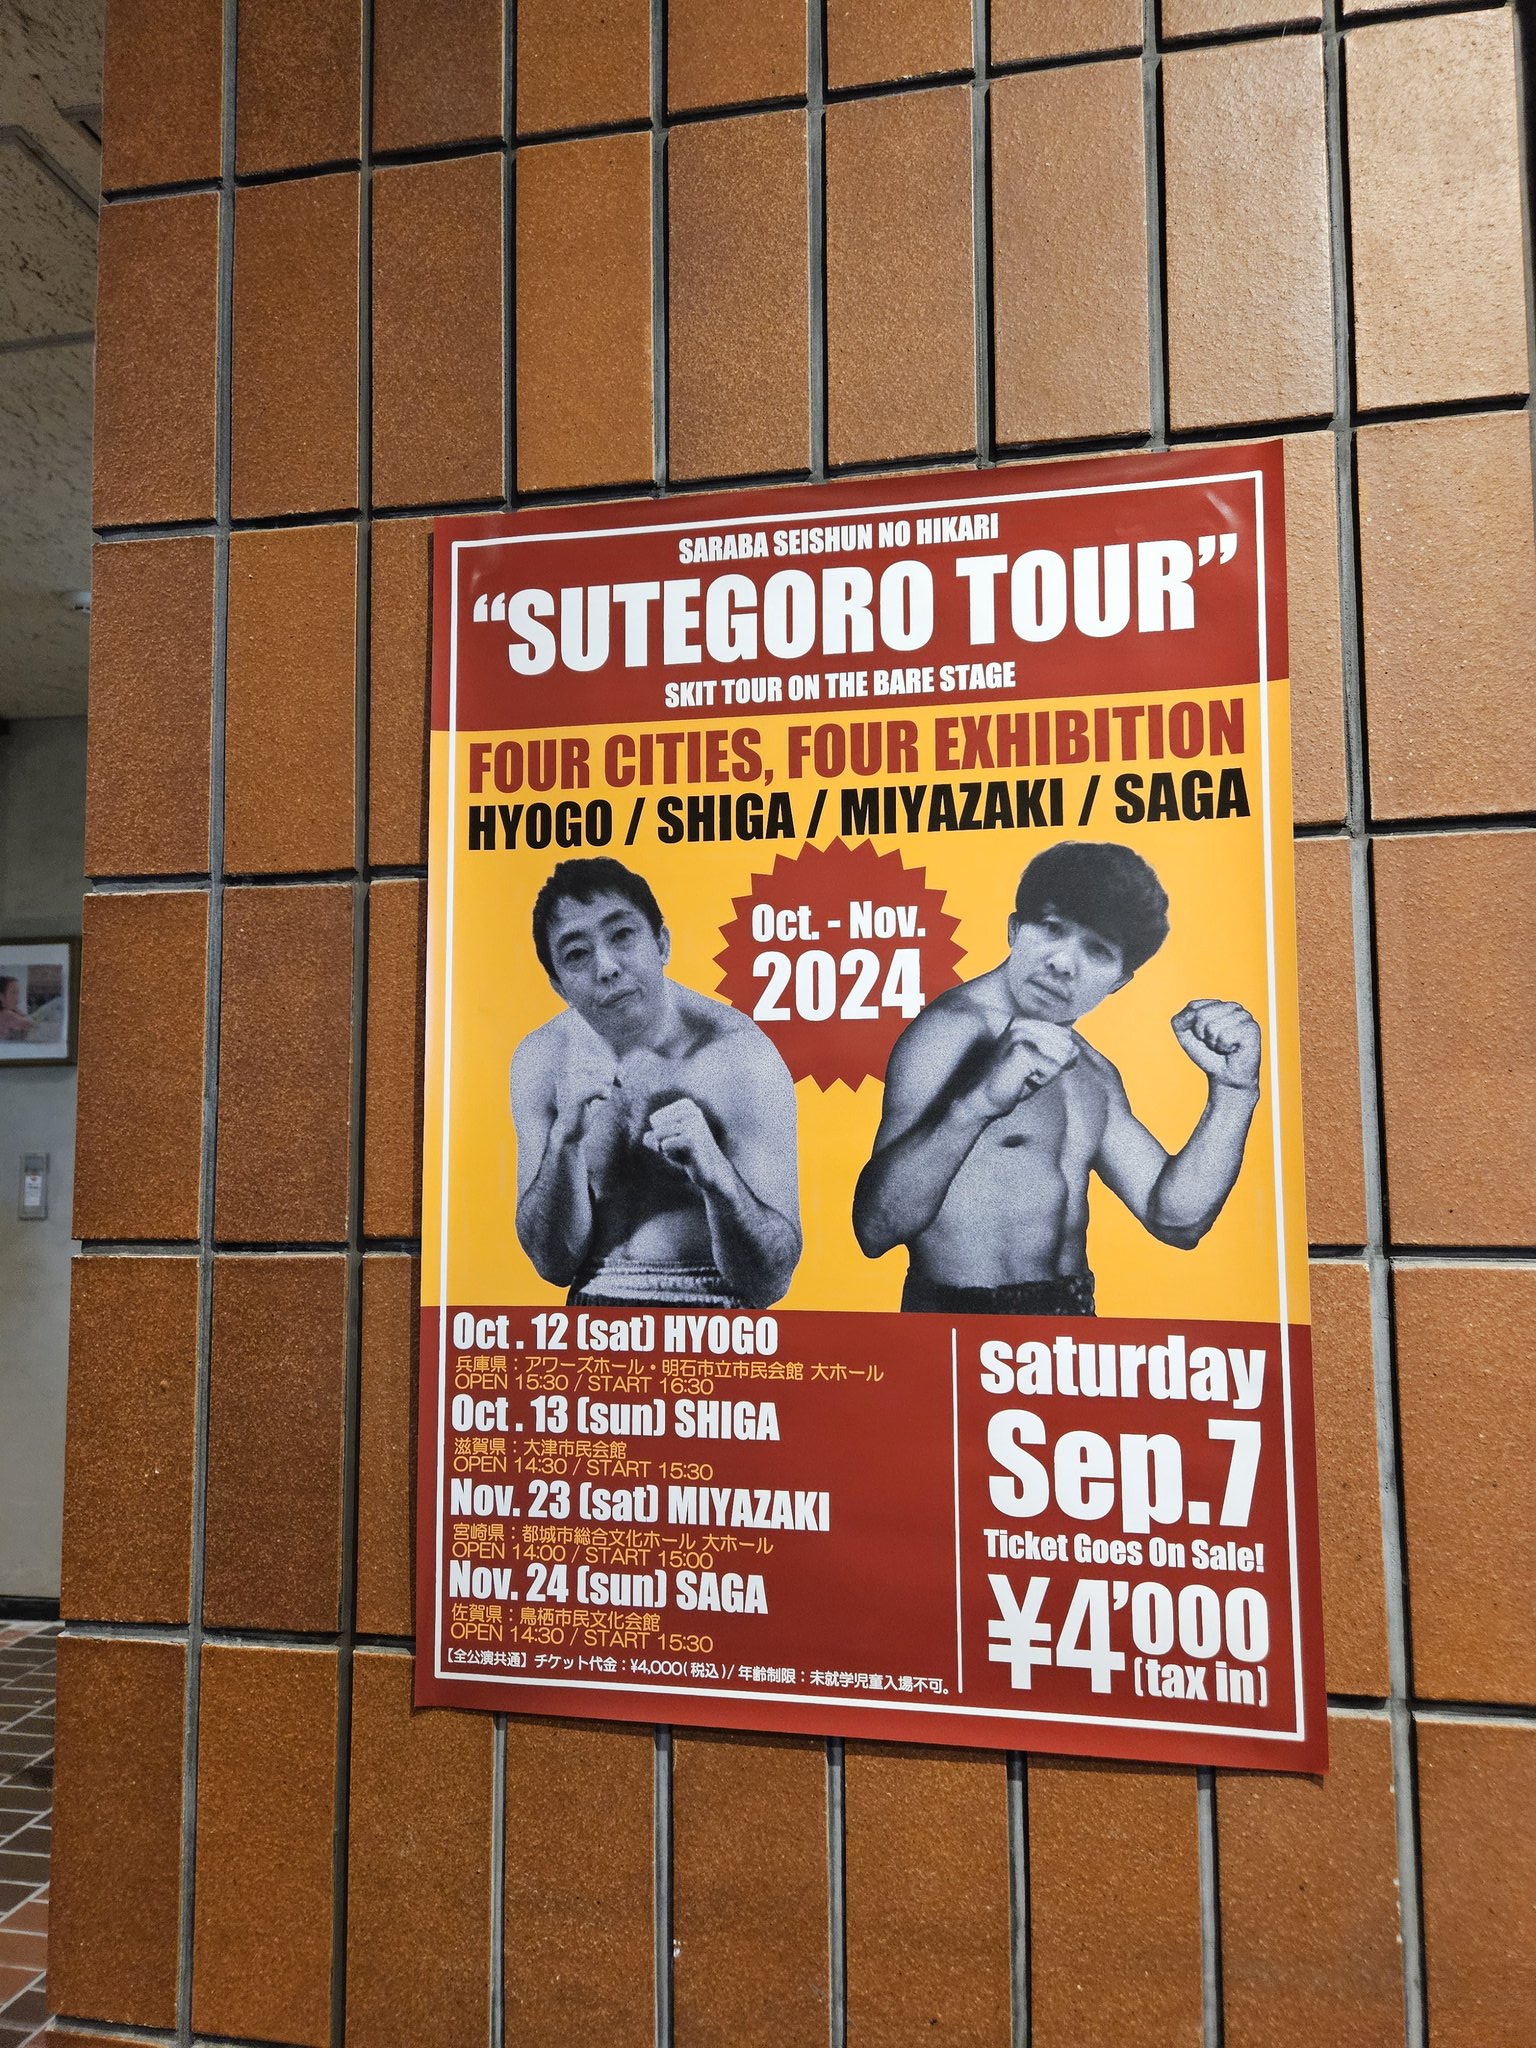 SARABA SEISHUN NO HIKARI
“SUTEGORO TOUR”
SKIT TOUR ON THE BARE STAGE
FOUR CITIES, FOUR EXHIBITION
HYOGO / SHIGA / MIYAZAKI / SAGA
Oct. - Nov.
2024
Oct . 12 (sat) HYOGO
兵庫県：アワーズホール・明石市立市民会館 大ホール
OPEN 15:30 / START 16:30
Oct . 13 (sun) SHIGA
滋賀県：大津市民会館
OPEN 14:30 / START 15:30
Nov. 23 (sat) MIYAZAKI
宮崎県：都城市総合文化ホール 大ホール
OPEN 14:00 / START 15:00
Nov. 24 (sun) SAGA
佐賀県：鳥栖市民文化会館
OPEN 14:30 / START 15:30
【全公演共通】チケット代金：¥4,000(税込)/ 年齢制限：未就学児童入場不可。
saturday
Sep.7
Ticket Goes On Sale!
¥4’000
(tax in)